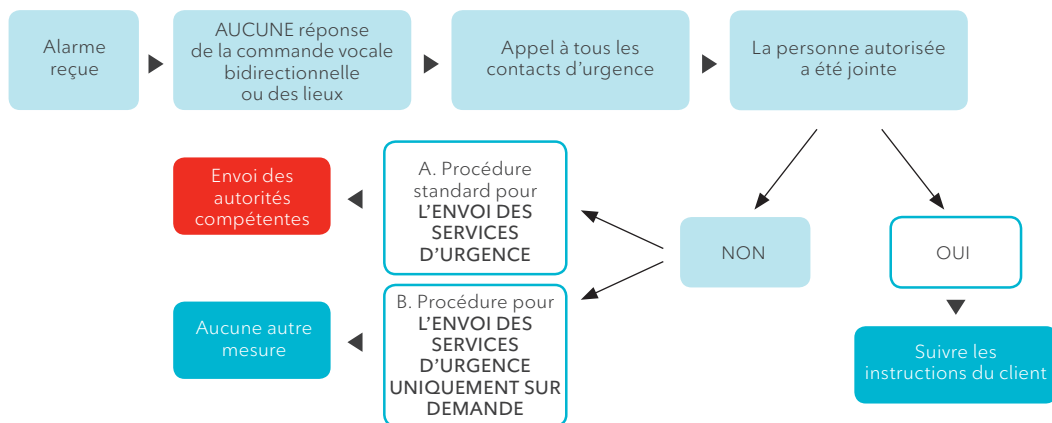 Alarme
reçue
AUCUNE réponse
de la commande vocale
bidirectionnelle
ou des lieux
Appel à tous les
contacts d’urgence
La personne autorisée
a été jointe
Envoi des
autorités
compétentes
A. Procédure
standard pour
L’ENVOI DES
SERVICES
D’URGENCE
NON
OUI
Aucune autre
mesure
B. Procédure pour
L’ENVOI DES
SERVICES
D’URGENCE
UNIQUEMENT SUR
DEMANDE
Suivre les
instructions du client